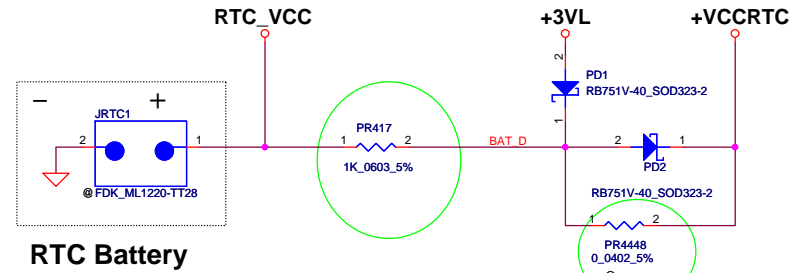 RTC_VCC
+3VL
+VCCRTC
2
PD1
RB751V-40_SOD323-2
1
− +
JRTC1
2
1
@ FDK_ML1220-TT28
PR417
1 2
1K_0603_5%
BAT_D
2 1
PD2
RB751V-40_SOD323-2
1 2
PR4448
0_0402_5%
RTC Battery